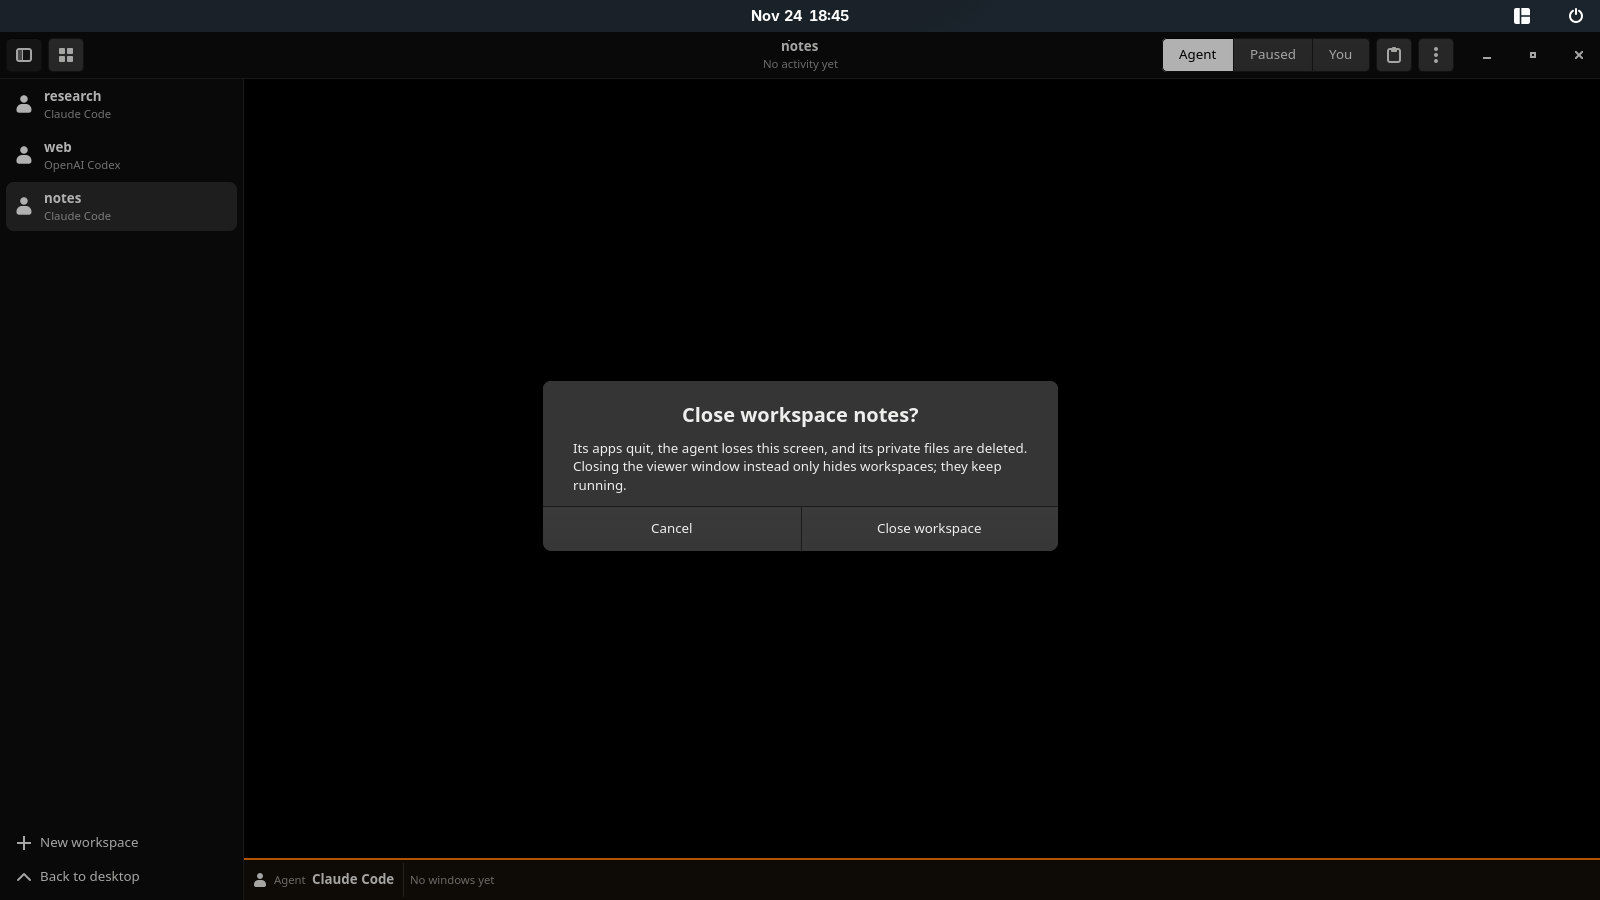 Nov 24 18:45
notes
No activity yet
Agent
Paused
You
research
Claude Code
web
OpenAI Codex
notes
Claude Code
Close workspace notes?
Its apps quit, the agent loses this screen, and its private files are deleted.
Closing the viewer window instead only hides workspaces; they keep
running.
Cancel
Close workspace
New workspace
Back to desktop
Agent Claude Code
No windows yet